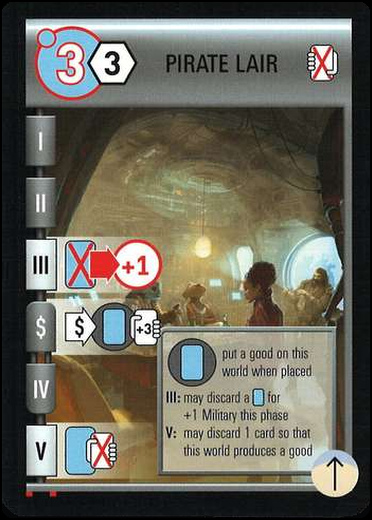 3 3 PIRATE LAIR
I
II
III +1
$ $ +3
IV
V
put a good on this
world when placed
III: may discard a for
+1 Military this phase
V: may discard 1 card so that
this world produces a good